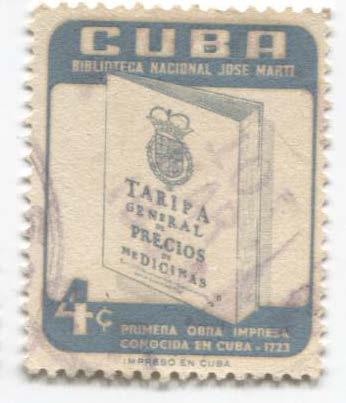 CUBA
BIBLIOTECA NACIONAL JOSE MARTI
TARIFA
GENERAL
DE
PRECIOS
DE
MEDICINAS
4¢
PRIMERA OBRA IMPRESA
CONOCIDA EN CUBA - 1723
IMPRESO EN CUBA